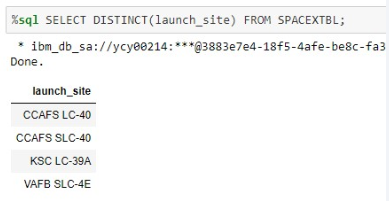 %sql SELECT DISTINCT(launch_site) FROM SPACEXTBL;
* ibm_db_sa://ycy00214:***@3883e7e4-18f5-4afe-be8c-fa3
Done.
launch_site
CCAFS LC-40
CCAFS SLC-40
KSC LC-39A
VAFB SLC-4E